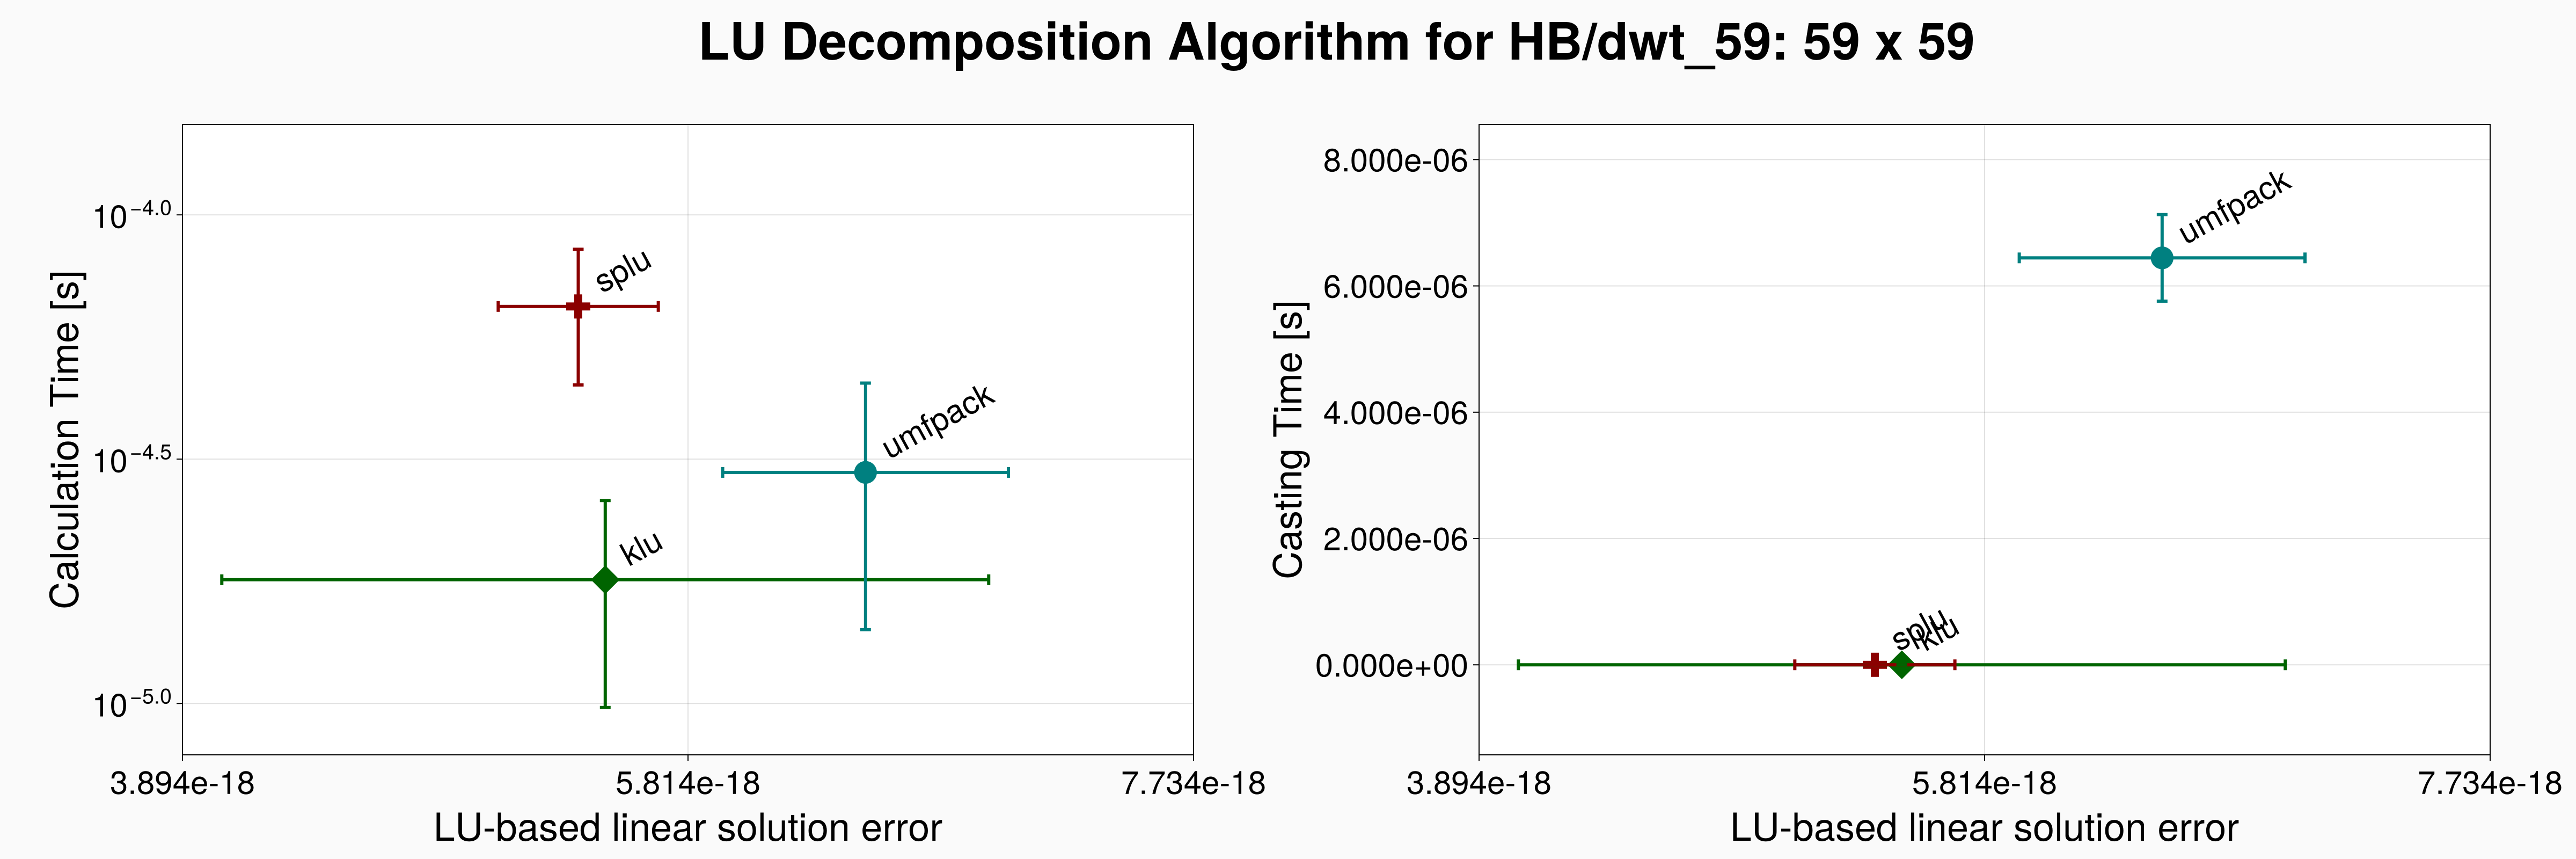 LU Decomposition Algorithm for HB/dwt_59: 59 x 59
Calculation Time [s]
10^−4.0
10^−4.5
10^−5.0
splu
umfpack
klu
3.894e-18 5.814e-18 7.734e-18
LU-based linear solution error
Casting Time [s]
8.000e-06
6.000e-06
4.000e-06
2.000e-06
0.000e+00
umfpack
splu
klu
3.894e-18 5.814e-18 7.734e-18
LU-based linear solution error